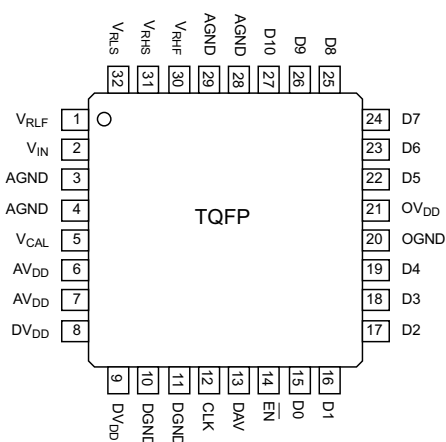 VRLS VRHS VRHF AGND AGND D10 D9 D8
32 31 30 29 28 27 26 25
VRLF 1
VIN 2
AGND 3
AGND 4
VCAL 5
AVDD 6
AVDD 7
DVDD 8
TQFP
24 D7
23 D6
22 D5
21 OVDD
20 OGND
19 D4
18 D3
17 D2
9 10 11 12 13 14 15 16
DVDD DGND DGND CLK DAV E̅N̅ D0 D1